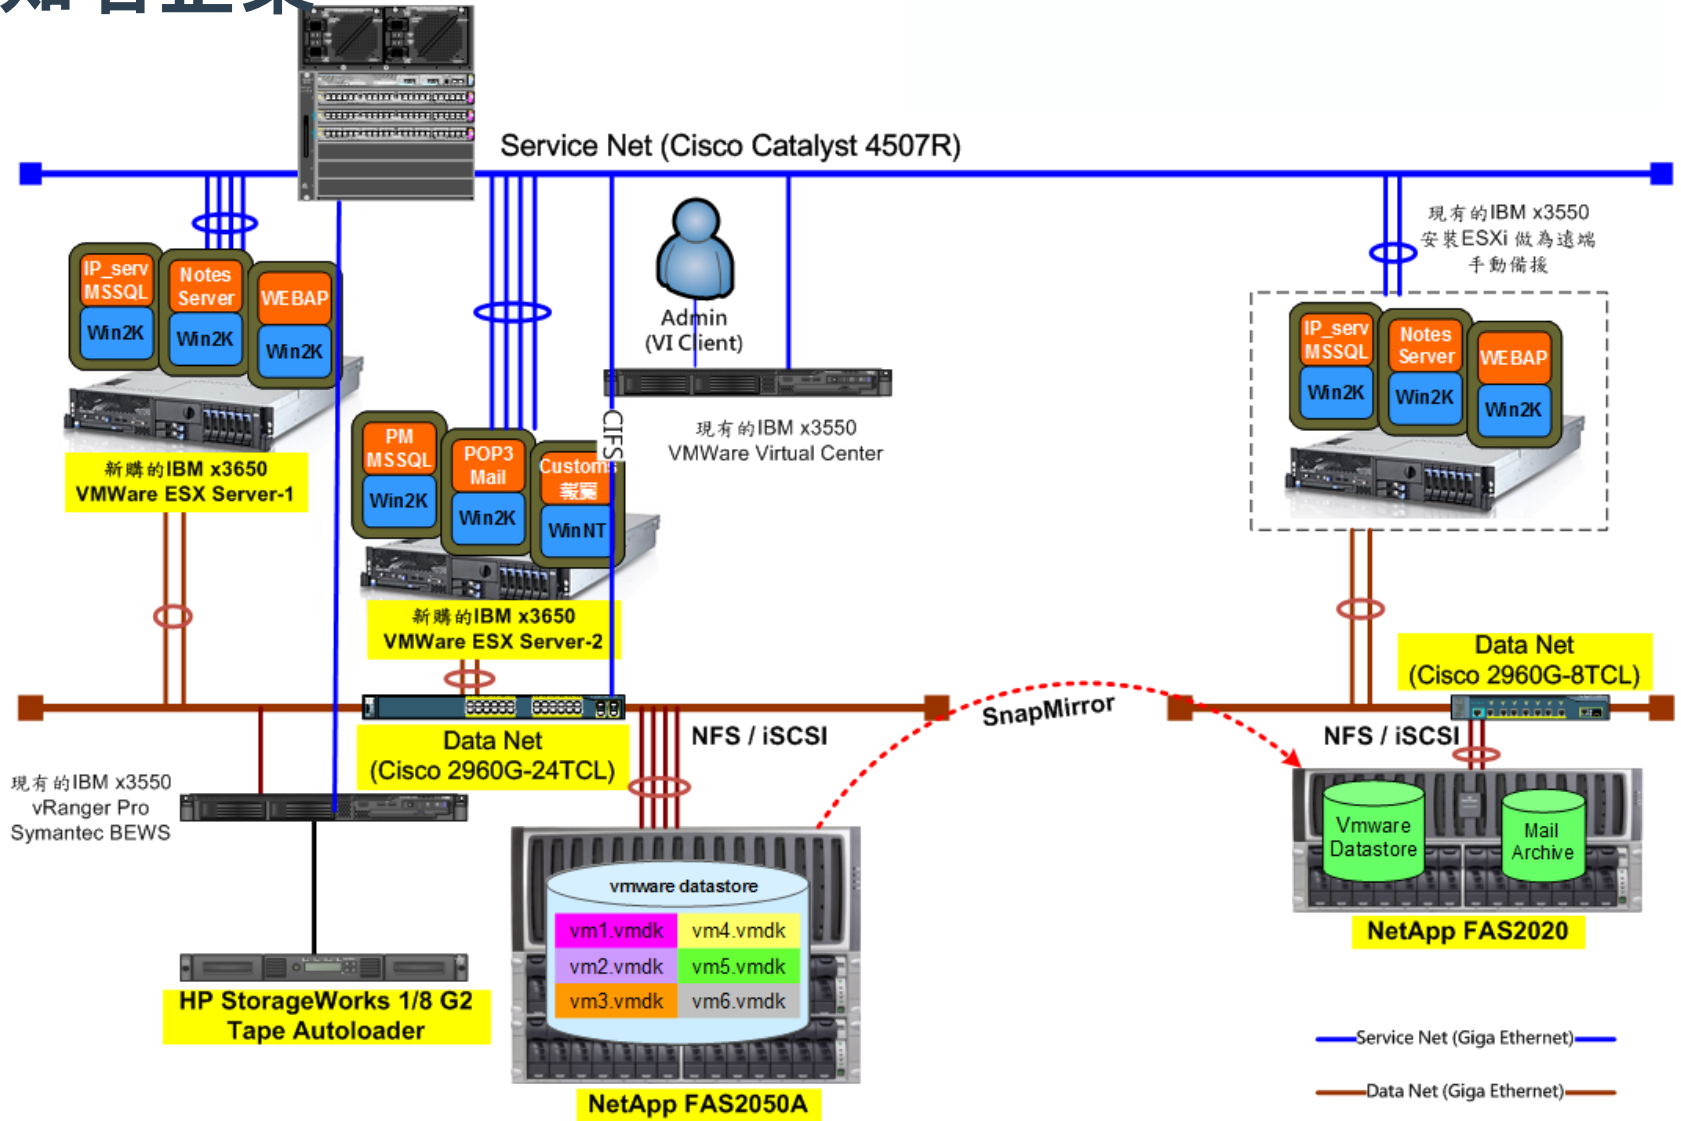 知名企業
Service Net (Cisco Catalyst 4507R)
現有的IBM x3550
安裝ESXi 做為遠端
手動備援
IP_serv
MSSQL
Win2K
Notes
Server
Win2K
WEBAP
Win2K
新購的IBM x3650
VMWare ESX Server-1
PM
MSSQL
Win2K
POP3
Mail
Win2K
Customs
報關
WinNT
新購的IBM x3650
VMWare ESX Server-2
CIFS
Admin
(VI Client)
現有的IBM x3550
VMWare Virtual Center
IP_serv
MSSQL
Win2K
Notes
Server
Win2K
WEBAP
Win2K
Data Net
(Cisco 2960G-8TCL)
SnapMirror
NFS / iSCSI
NFS / iSCSI
Data Net
(Cisco 2960G-24TCL)
現有的IBM x3550
vRanger Pro
Symantec BEWS
HP StorageWorks 1/8 G2
Tape Autoloader
vmware datastore
vm1.vmdk
vm4.vmdk
vm2.vmdk
vm5.vmdk
vm3.vmdk
vm6.vmdk
NetApp FAS2050A
Vmware
Datastore
Mail
Archive
NetApp FAS2020
Service Net (Giga Ethernet)
Data Net (Giga Ethernet)